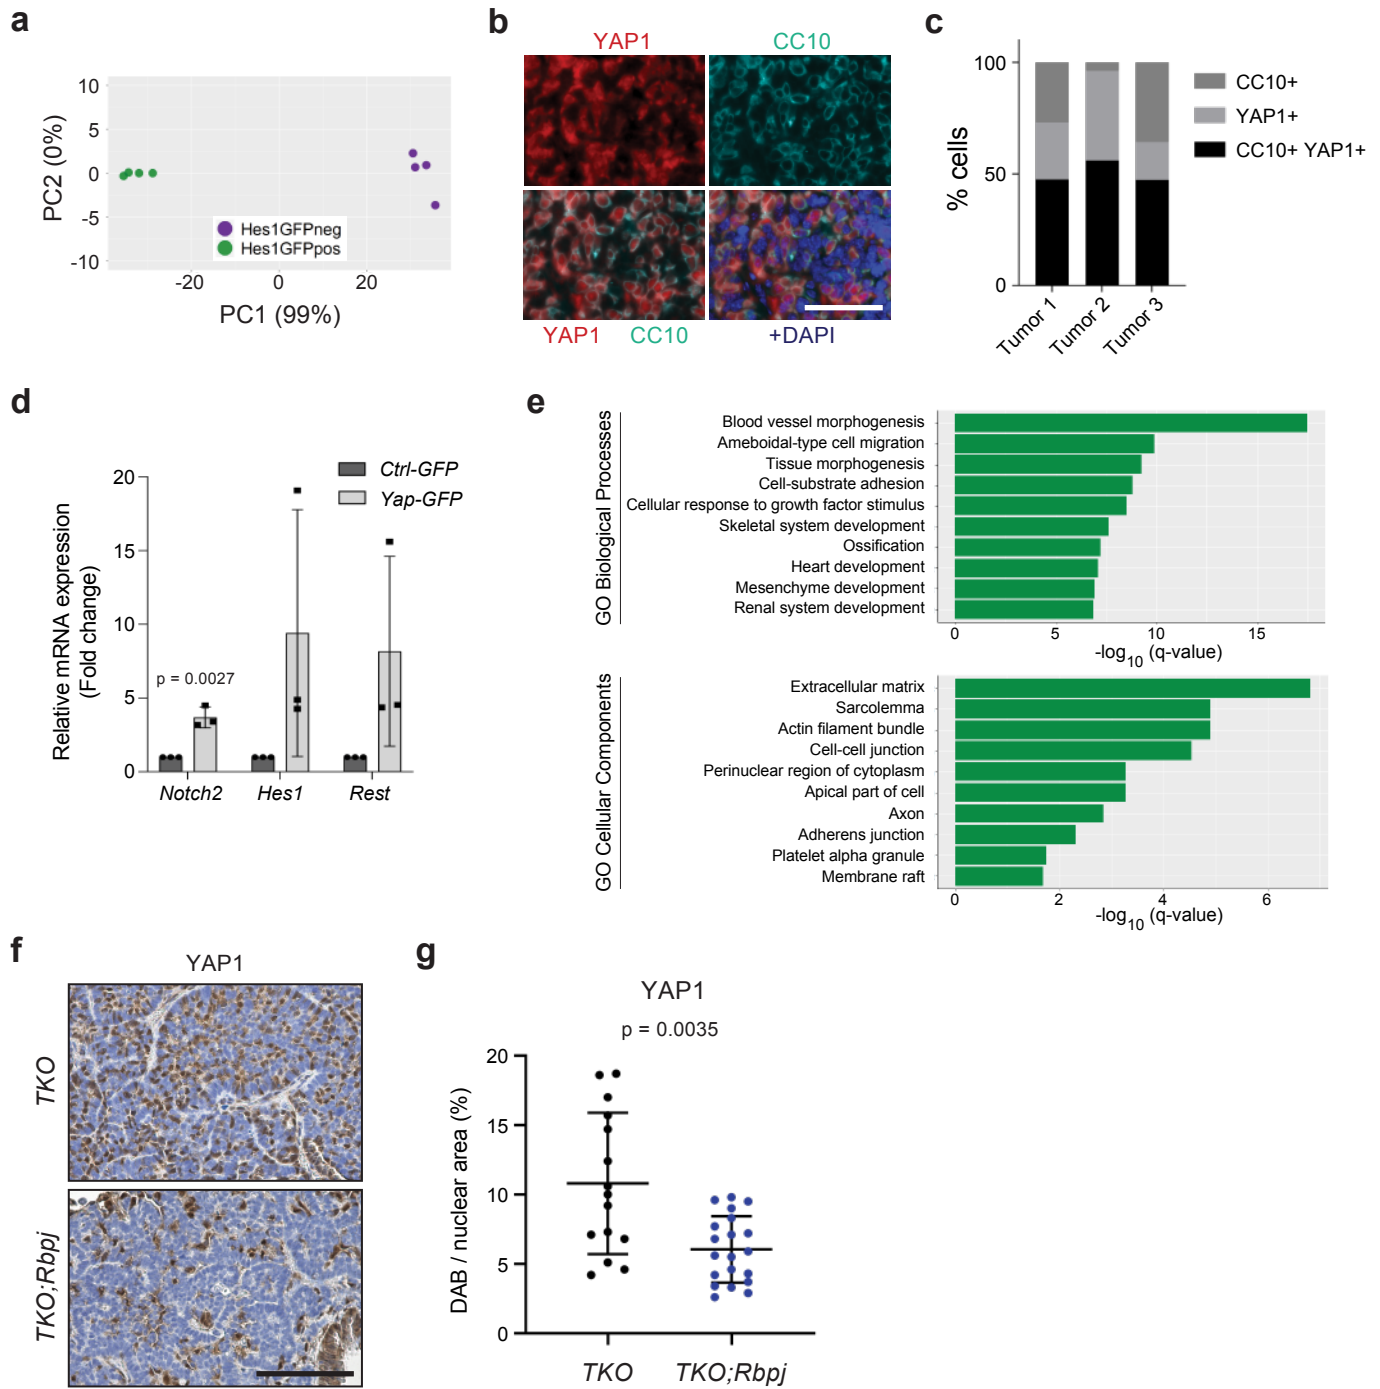 a
PC2 (0%)
10
5
0
-5
-10
Hes1GFPneg
Hes1GFPpos
-20
0
20
PC1 (99%)
b
YAP1
CC10
YAP1 CC10
+DAPI
c
% cells
100
50
0
CC10+
YAP1+
CC10+ YAP1+
Tumor 1
Tumor 2
Tumor 3
d
Relative mRNA expression
(Fold change)
20
15
10
5
0
Ctrl-GFP
Yap-GFP
p = 0.0027
Notch2
Hes1
Rest
e
GO Biological Processes
Blood vessel morphogenesis
Ameboidal-type cell migration
Tissue morphogenesis
Cell-substrate adhesion
Cellular response to growth factor stimulus
Skeletal system development
Ossification
Heart development
Mesenchyme development
Renal system development
0
5
10
15
-log10 (q-value)
GO Cellular Components
Extracellular matrix
Sarcolemma
Actin filament bundle
Cell-cell junction
Perinuclear region of cytoplasm
Apical part of cell
Axon
Adherens junction
Platelet alpha granule
Membrane raft
0
2
4
6
-log10 (q-value)
f
YAP1
TKO
TKO;Rbpj
g
YAP1
p = 0.0035
DAB / nuclear area (%)
20
15
10
5
0
TKO
TKO;Rbpj